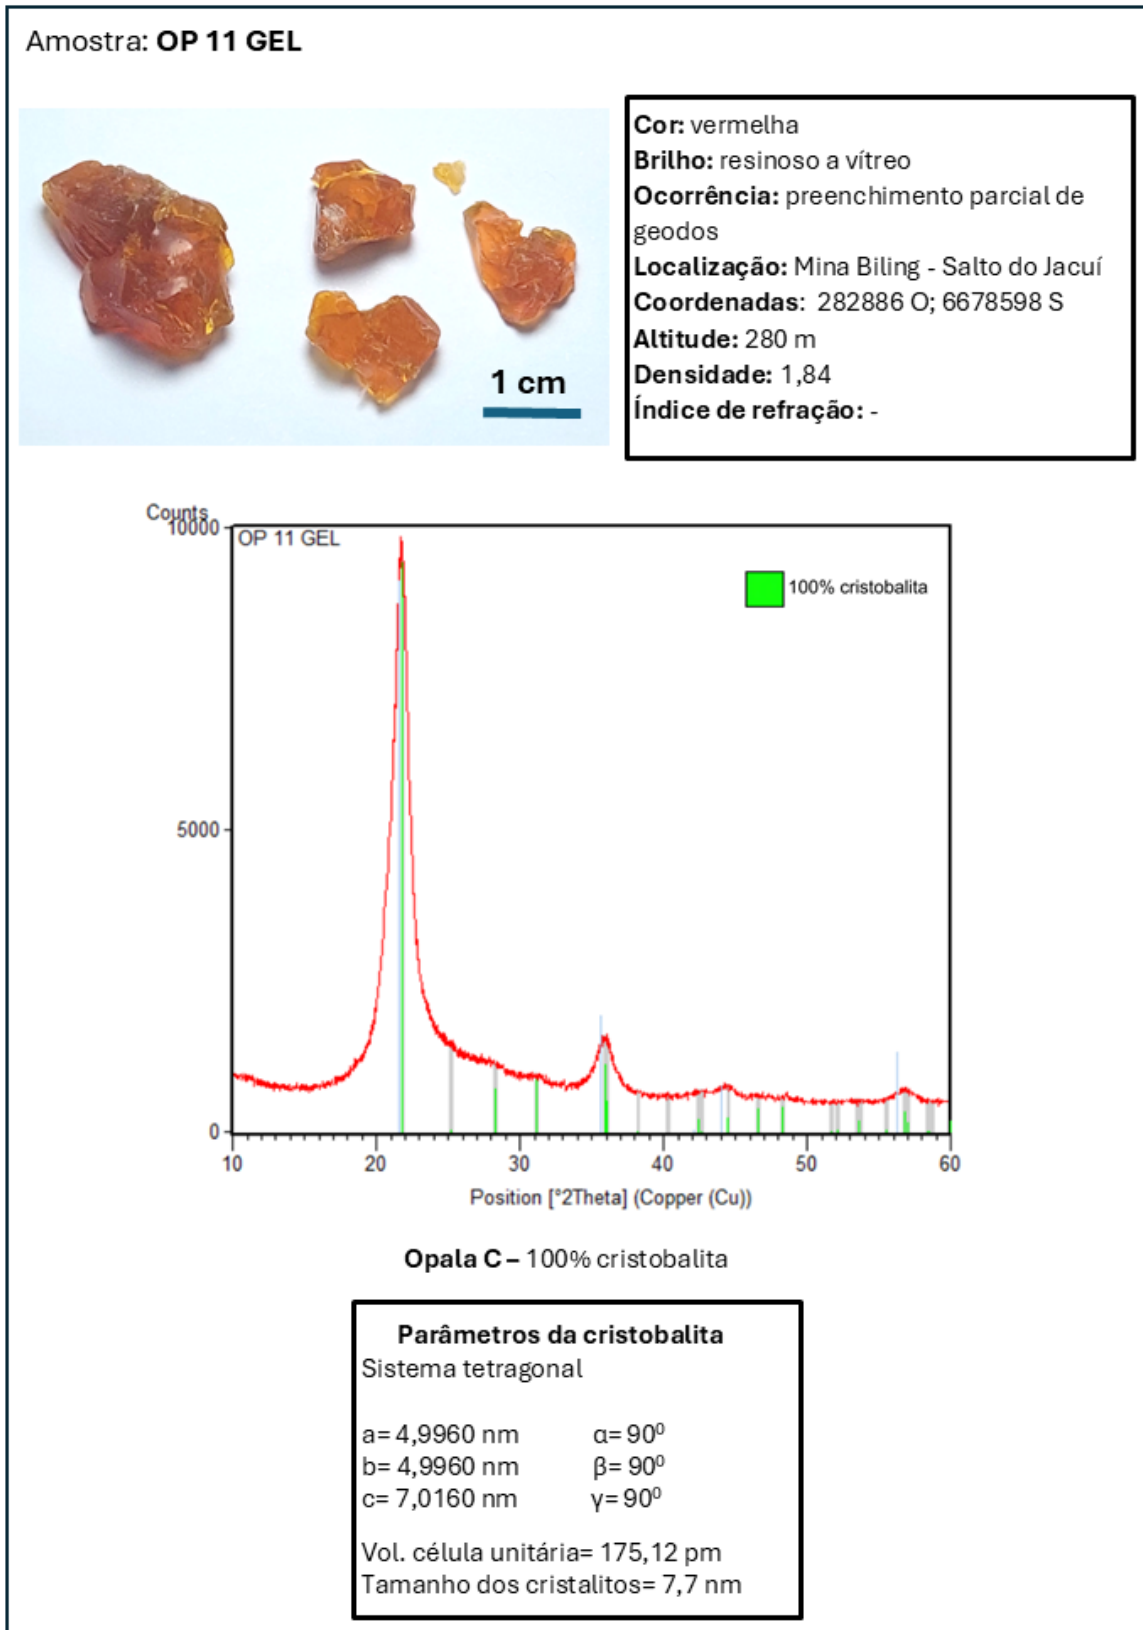 Amostra: OP 11 GEL
Cor: vermelha
Brilho: resinoso a vítreo
Ocorrência: preenchimento parcial de
geodos
Localização: Mina Biling - Salto do Jacuí
Coordenadas: 282886 O; 6678598 S
Altitude: 280 m
Densidade: 1,84
Índice de refração: -
1 cm
Counts
10000
OP 11 GEL
100% cristobalita
5000
0
10 20 30 40 50 60
Position [°2Theta] (Copper (Cu))
Opala C – 100% cristobalita
Parâmetros da cristobalita
Sistema tetragonal
a= 4,9960 nm α= 90⁰
b= 4,9960 nm β= 90⁰
c= 7,0160 nm γ= 90⁰
Vol. célula unitária= 175,12 pm
Tamanho dos cristalitos= 7,7 nm